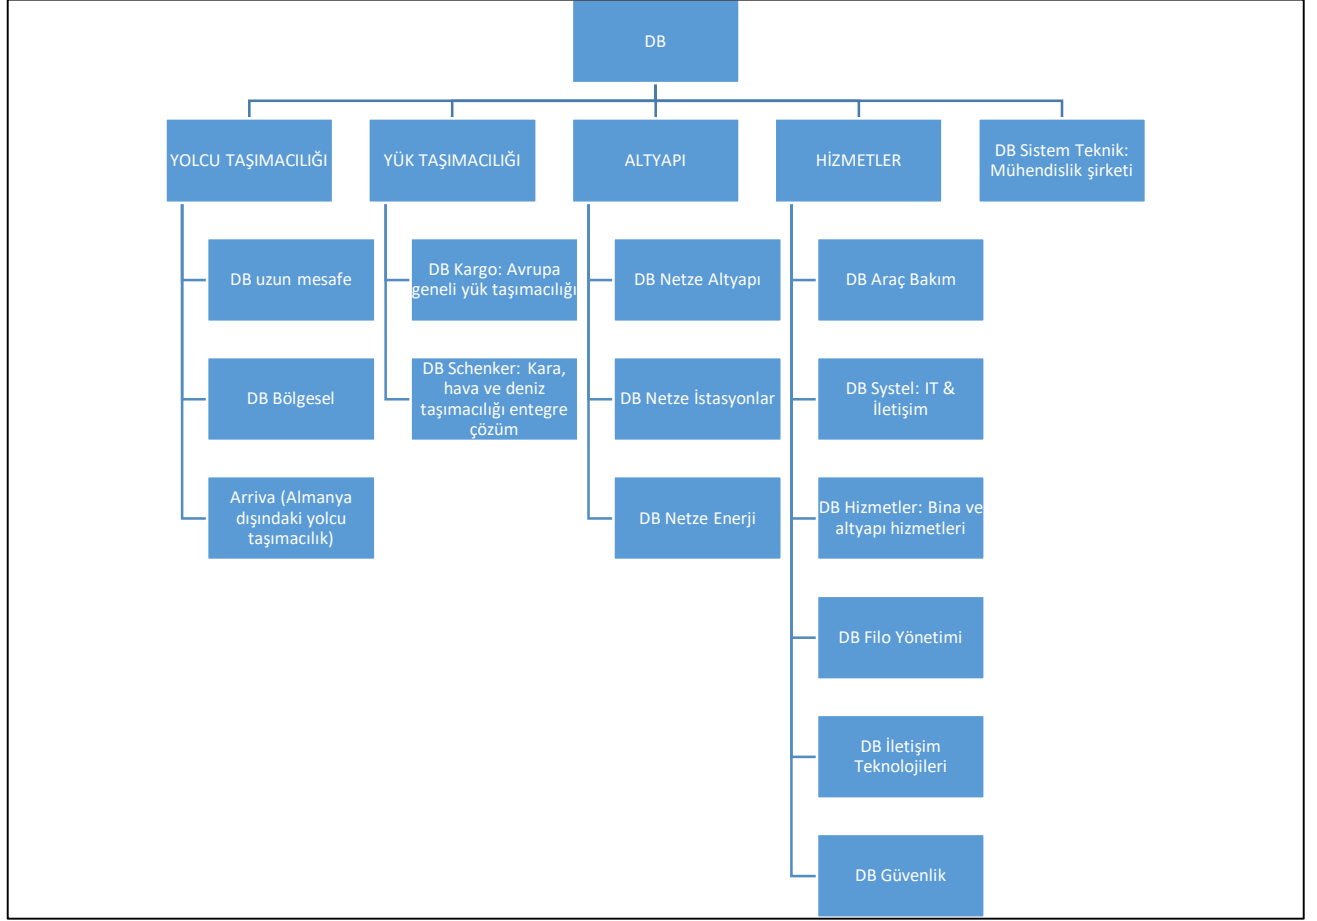 DB
YOLCU TAŞIMACILIĞI
YÜK TAŞIMACILIĞI
ALTYAPI
HİZMETLER
DB Sistem Teknik:
Mühendislik şirketi
DB uzun mesafe
DB Bölgesel
Arriva (Almanya
dışındaki yolcu
taşımacılık)
DB Kargo: Avrupa
geneli yük taşımacılığı
DB Schenker: Kara,
hava ve deniz
taşımacılığı entegre
çözüm
DB Netze Altyapı
DB Netze İstasyonlar
DB Netze Enerji
DB Araç Bakım
DB Systel: IT &
İletişim
DB Hizmetler: Bina ve
altyapı hizmetleri
DB Filo Yönetimi
DB İletişim
Teknolojileri
DB Güvenlik